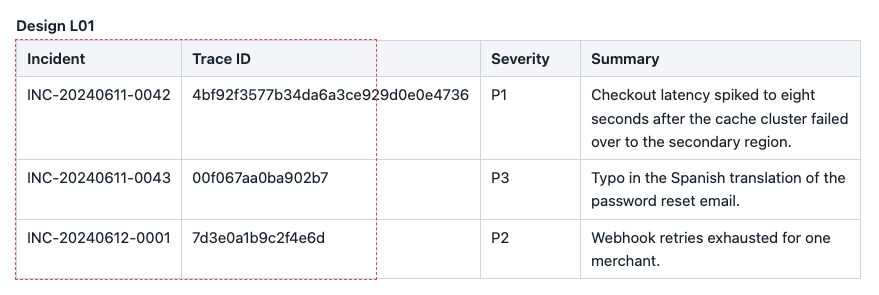 Design L01
Incident Trace ID Severity Summary
INC-20240611-0042 4bf92f3577b34da6a3ce929d0e0e4736 P1 Checkout latency spiked to eight
seconds after the cache cluster failed
over to the secondary region.
INC-20240611-0043 00f067aa0ba902b7 P3 Typo in the Spanish translation of the
password reset email.
INC-20240612-0001 7d3e0a1b9c2f4e6d P2 Webhook retries exhausted for one
merchant.